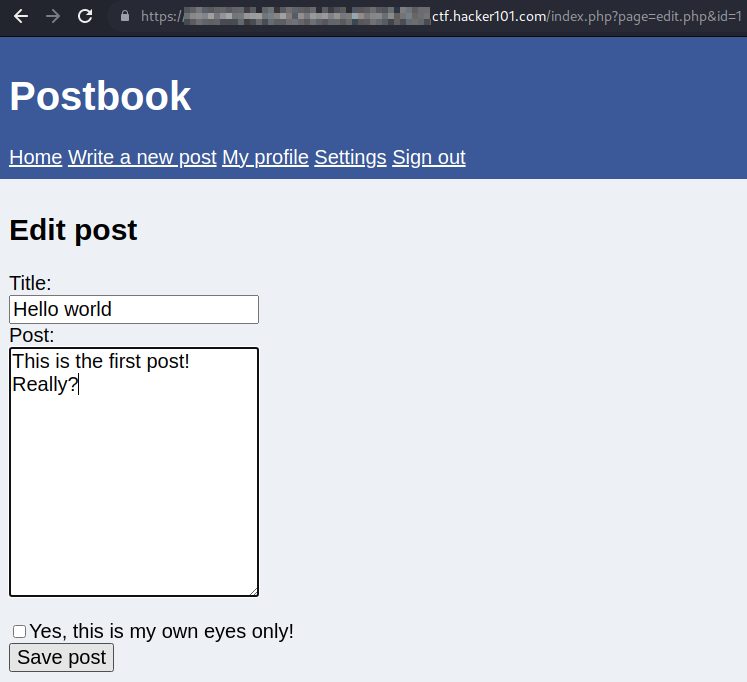 https://ctf.hacker101.com/index.php?page=edit.php&id=1
Postbook
Home Write a new post My profile Settings Sign out
Edit post
Title:
Hello world
Post:
This is the first post!
Really?
Yes, this is my own eyes only!
Save post